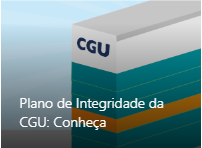 CGU
Plano de Integridade da
CGU: Conheça